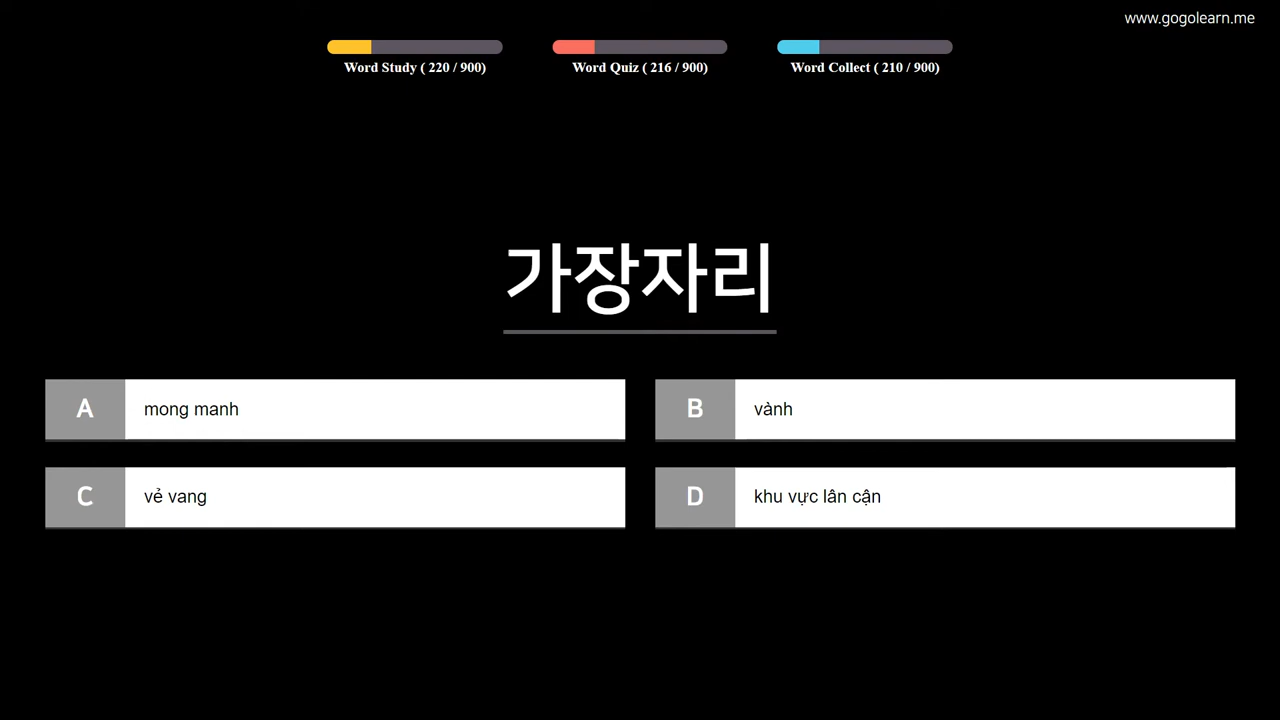 www.gogolearn.me
Word Study ( 220 / 900)
Word Quiz ( 216 / 900)
Word Collect ( 210 / 900)
가장자리
A mong manh
B vành
C vẻ vang
D khu vực lân cận